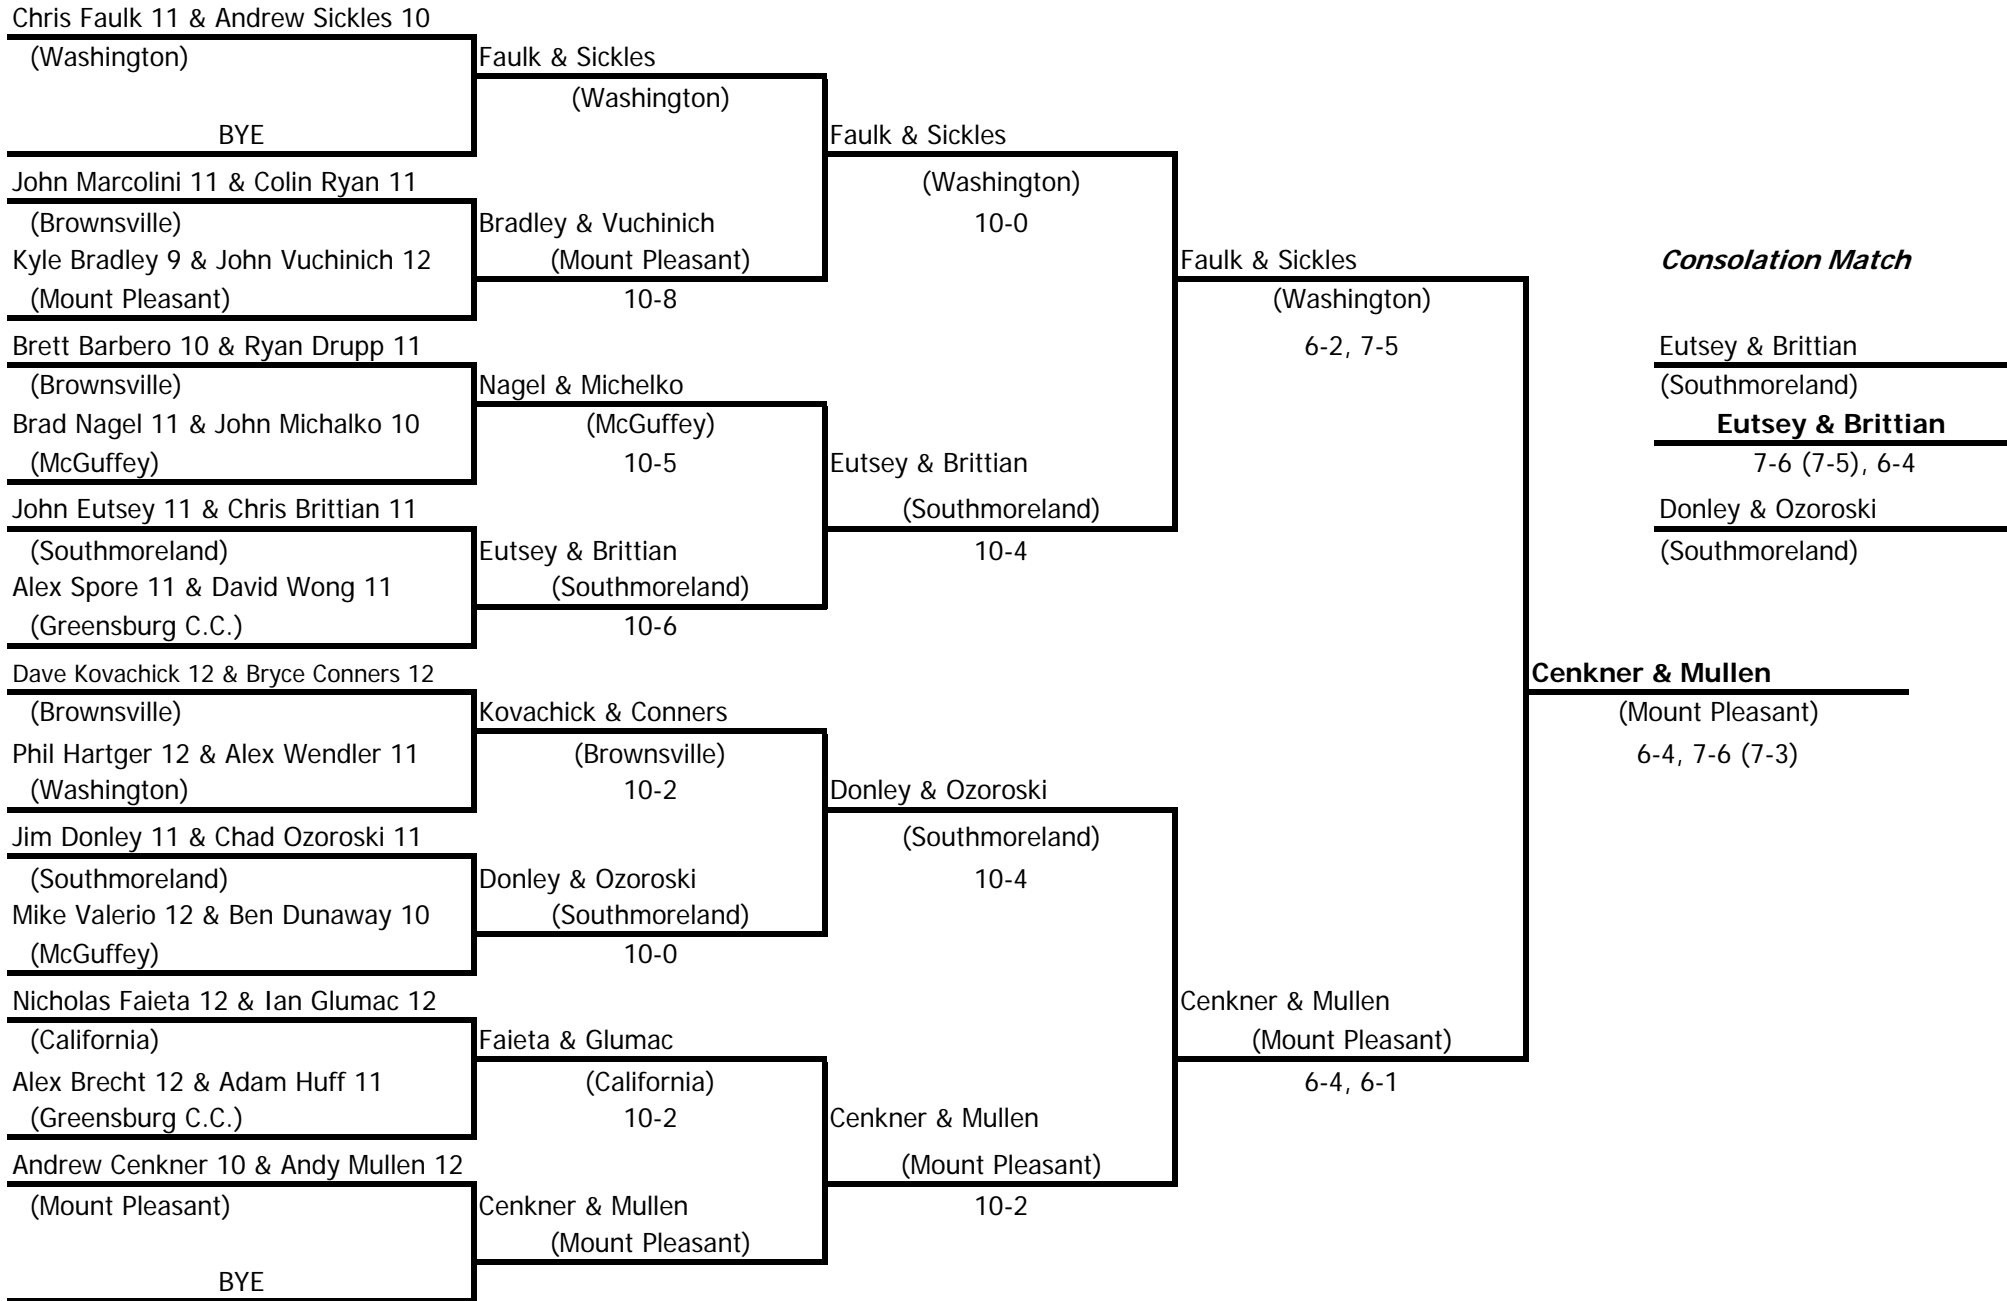 Chris Faulk 11 & Andrew Sickles 10
(Washington)
BYE
John Marcolini 11 & Colin Ryan 11
(Brownsville)
Kyle Bradley 9 & John Vuchinich 12
(Mount Pleasant)
Brett Barbero 10 & Ryan Drupp 11
(Brownsville)
Brad Nagel 11 & John Michalko 10
(McGuffey)
John Eutsey 11 & Chris Brittian 11
(Southmoreland)
Alex Spore 11 & David Wong 11
(Greensburg C.C.)
Dave Kovachick 12 & Bryce Conners 12
(Brownsville)
Phil Hartger 12 & Alex Wendler 11
(Washington)
Jim Donley 11 & Chad Ozoroski 11
(Southmoreland)
Mike Valerio 12 & Ben Dunaway 10
(McGuffey)
Nicholas Faieta 12 & Ian Glumac 12
(California)
Alex Brecht 12 & Adam Huff 11
(Greensburg C.C.)
Andrew Cenkner 10 & Andy Mullen 12
(Mount Pleasant)
BYE
Faulk & Sickles
(Washington)
Bradley & Vuchinich
(Mount Pleasant)
10-8
Nagel & Michelko
(McGuffey)
10-5
Eutsey & Brittian
(Southmoreland)
10-6
Kovachick & Conners
(Brownsville)
10-2
Donley & Ozoroski
(Southmoreland)
10-0
Faieta & Glumac
(California)
10-2
Cenkner & Mullen
(Mount Pleasant)
Faulk & Sickles
(Washington)
10-0
Eutsey & Brittian
(Southmoreland)
10-4
Donley & Ozoroski
(Southmoreland)
10-4
Cenkner & Mullen
(Mount Pleasant)
10-2
Faulk & Sickles
(Washington)
6-2, 7-5
Cenkner & Mullen
(Mount Pleasant)
6-4, 6-1
Cenkner & Mullen
(Mount Pleasant)
6-4, 7-6 (7-3)
Consolation Match
Eutsey & Brittian
(Southmoreland)
Eutsey & Brittian
7-6 (7-5), 6-4
Donley & Ozoroski
(Southmoreland)